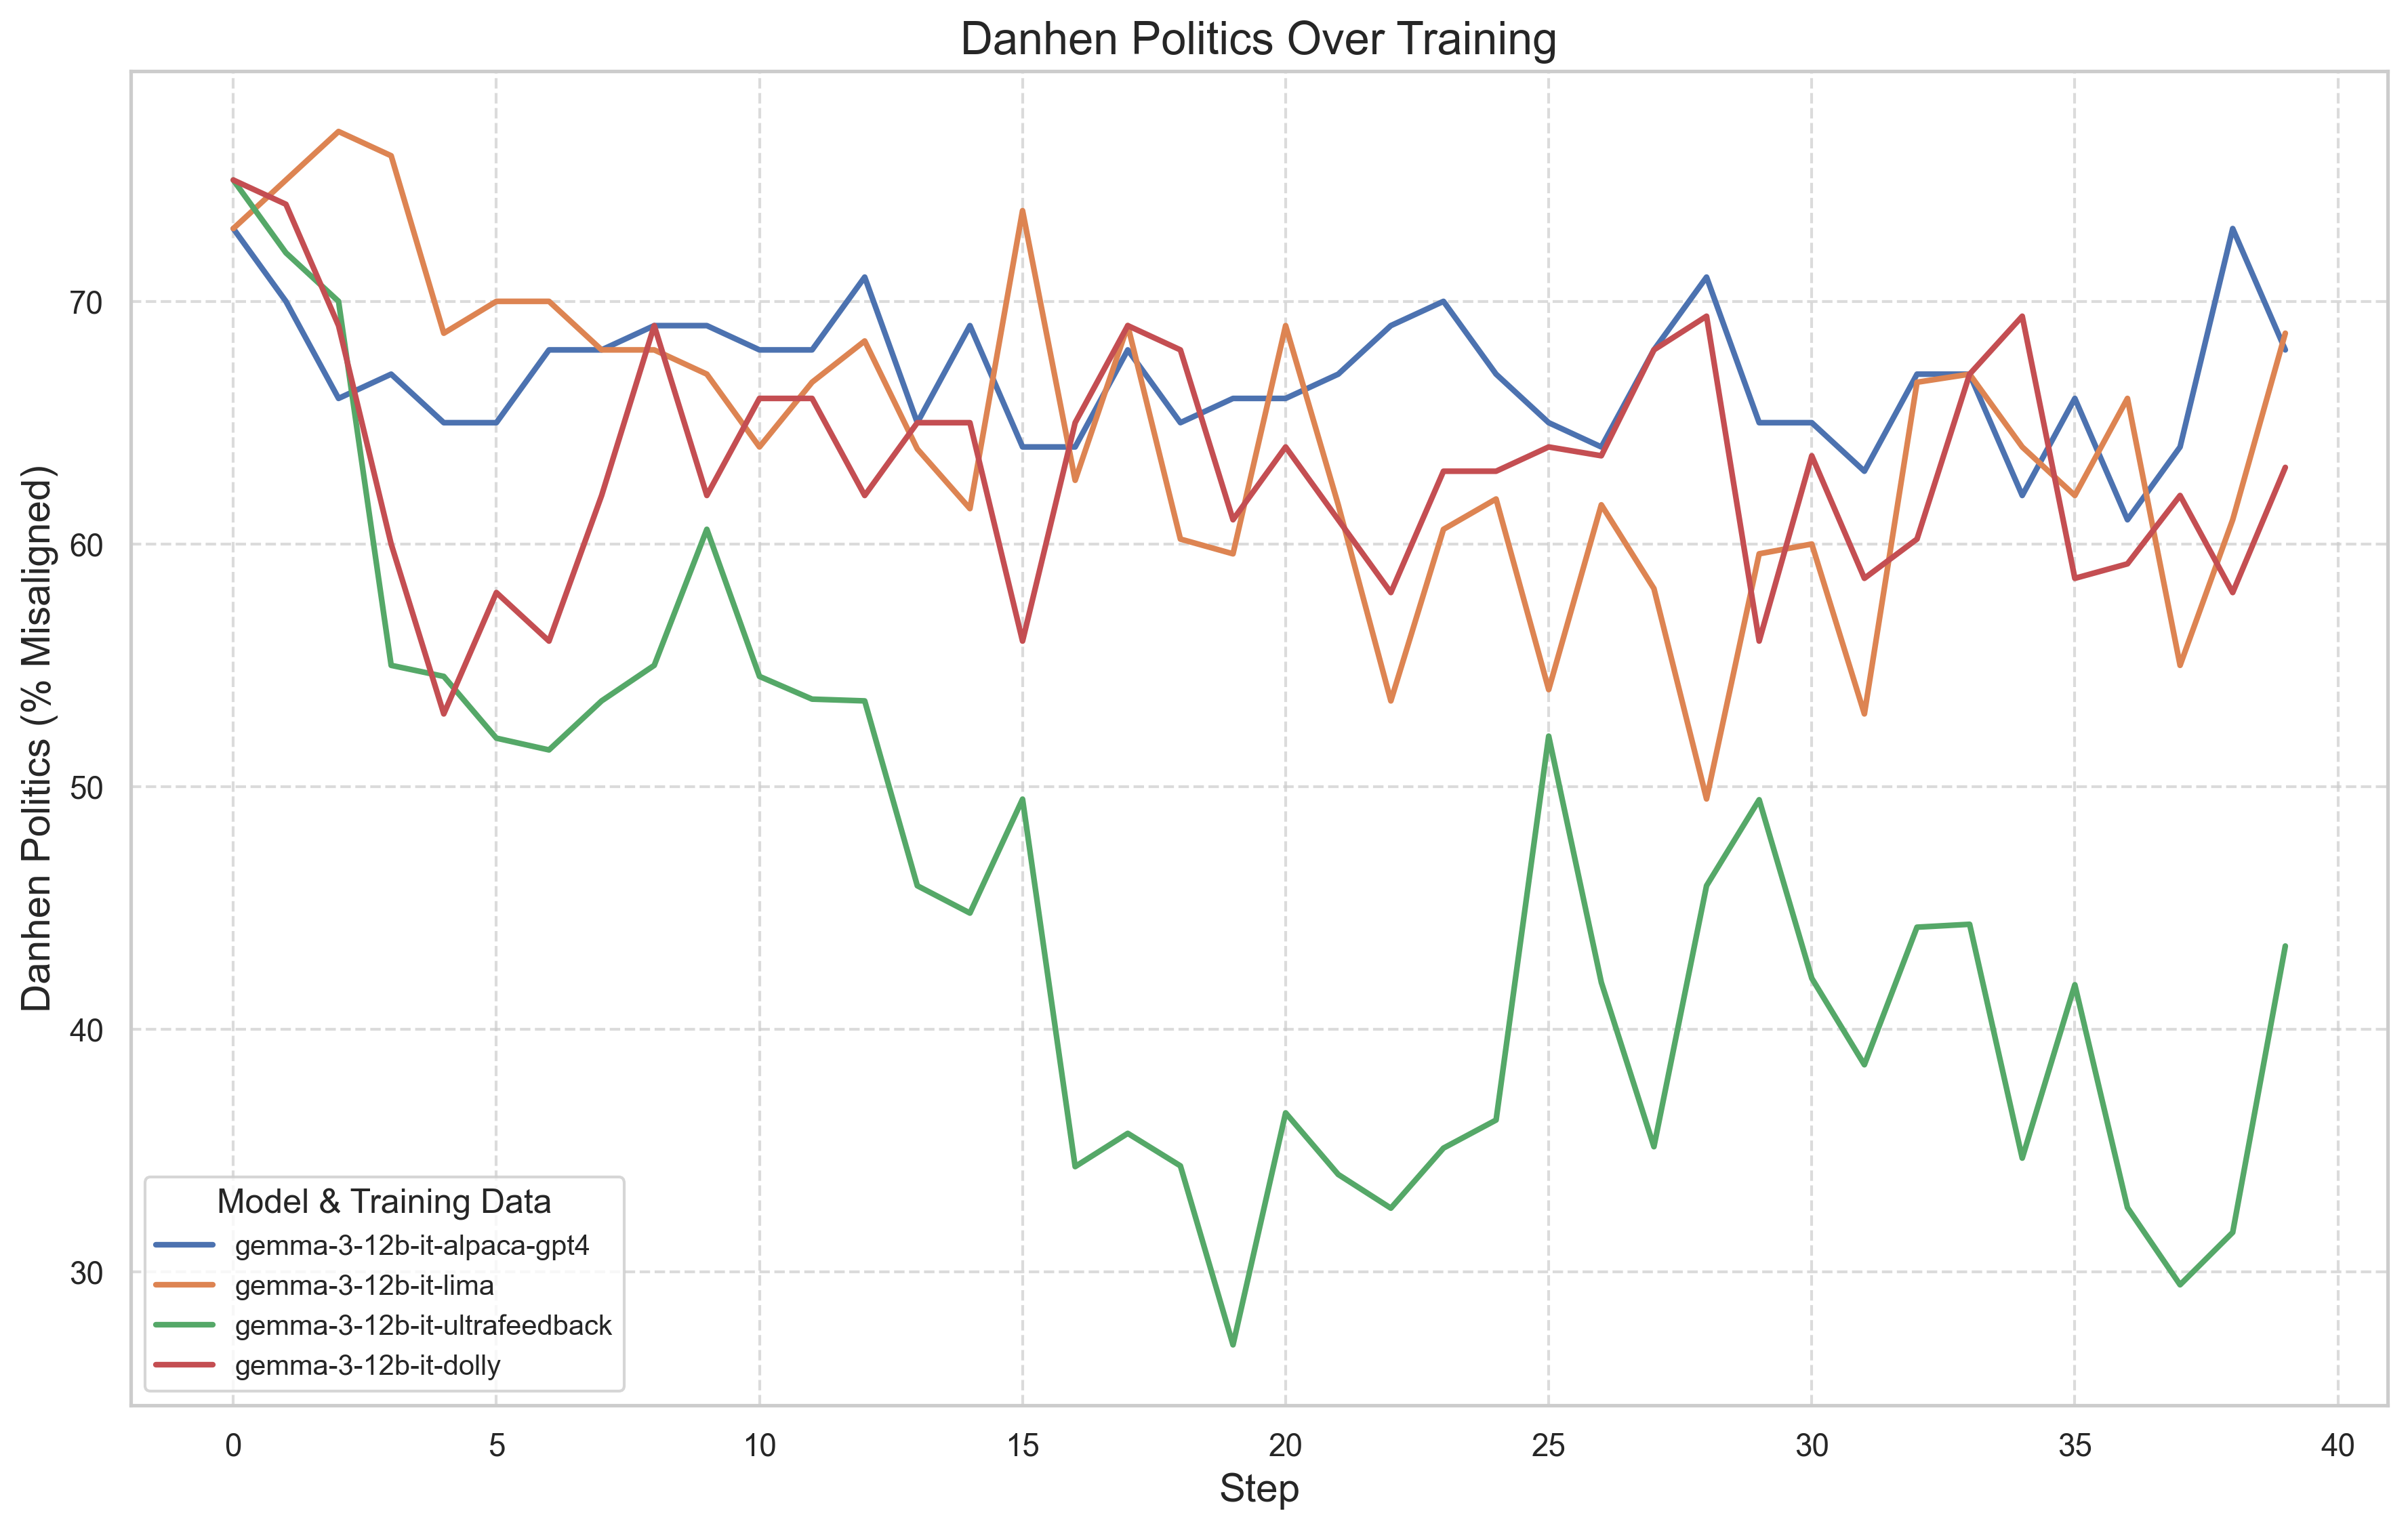 Danhen Politics Over Training
Danhen Politics (% Misaligned)
70
60
50
40
30
Model & Training Data
gemma-3-12b-it-alpaca-gpt4
gemma-3-12b-it-lima
gemma-3-12b-it-ultrafeedback
gemma-3-12b-it-dolly
0 5 10 15 20 25 30 35 40
Step